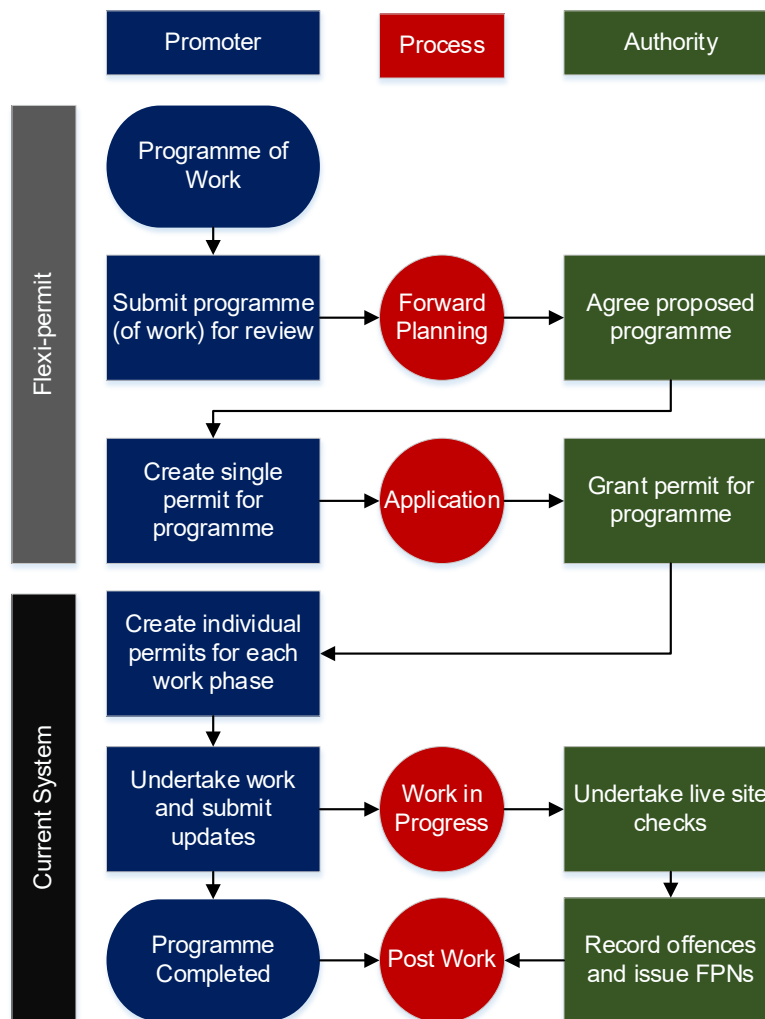 Promoter
Process
Authority
Flexi-permit
Programme of
Work
Submit programme
(of work) for review
Forward
Planning
Agree proposed
programme
Create single
permit for
programme
Application
Grant permit for
programme
Current System
Create individual
permits for each
work phase
Undertake work
and submit
updates
Work in
Progress
Undertake live site
checks
Programme
Completed
Post Work
Record offences
and issue FPNs